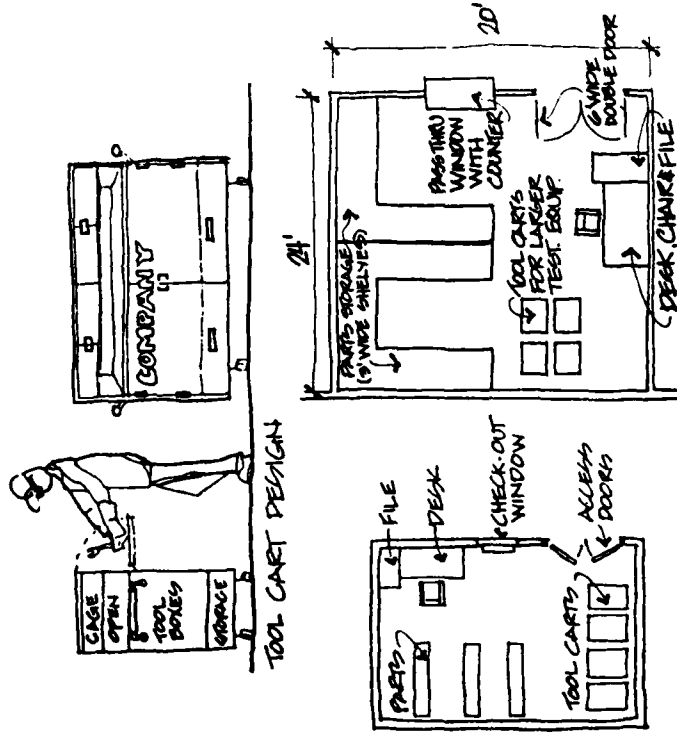 CAGE
OPEN
TOOL
BOXES
STORAGE
COMPANY
TOOL CART DESIGN
FILE
DESK
CHECK-OUT
WINDOW
ACCESS
DOORS
PARTS
TOOL CARTS
24'
20'
PARTS STORAGE
(3' WIDE SHELVES)
PASS THRU
WINDOW
WITH
COUNTER
TOOL CARTS
FOR LARGER
TEST EQUIP.
6' WIDE
DOUBLE DOOR
DESK, CHAIR & FILE